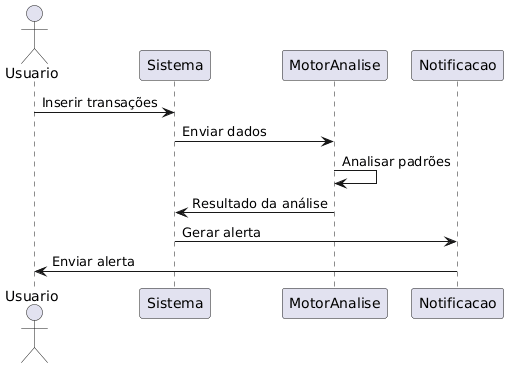 Usuario
Sistema
MotorAnalise
Notificacao
Inserir transações
Enviar dados
Analisar padrões
Resultado da análise
Gerar alerta
Enviar alerta
Usuario
Sistema
MotorAnalise
Notificacao